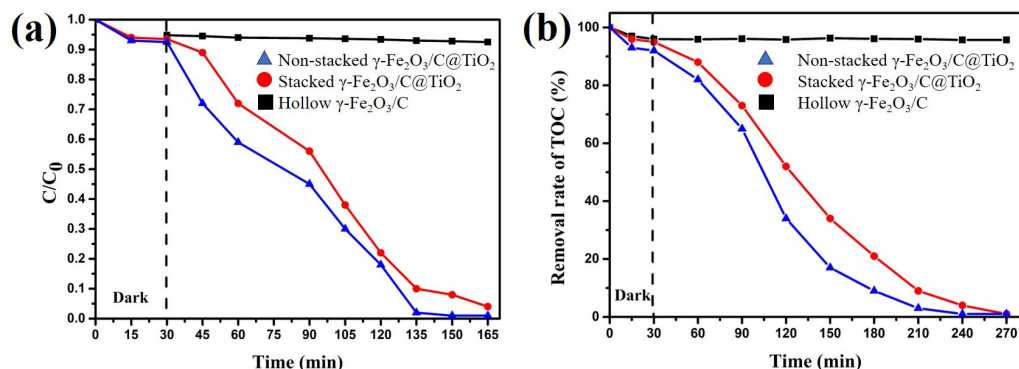 (a)
C/C₀
1.0
0.9
0.8
0.7
0.6
0.5
0.4
0.3
0.2
0.1
0.0
Non-stacked γ-Fe₂O₃/C@TiO₂
Stacked γ-Fe₂O₃/C@TiO₂
Hollow γ-Fe₂O₃/C
Dark
0 15 30 45 60 75 90 105 120 135 150 165
Time (min)
(b)
Removal rate of TOC (%)
100
80
60
40
20
0
Non-stacked γ-Fe₂O₃/C@TiO₂
Stacked γ-Fe₂O₃/C@TiO₂
Hollow γ-Fe₂O₃/C
Dark
0 30 60 90 120 150 180 210 240 270
Time (min)